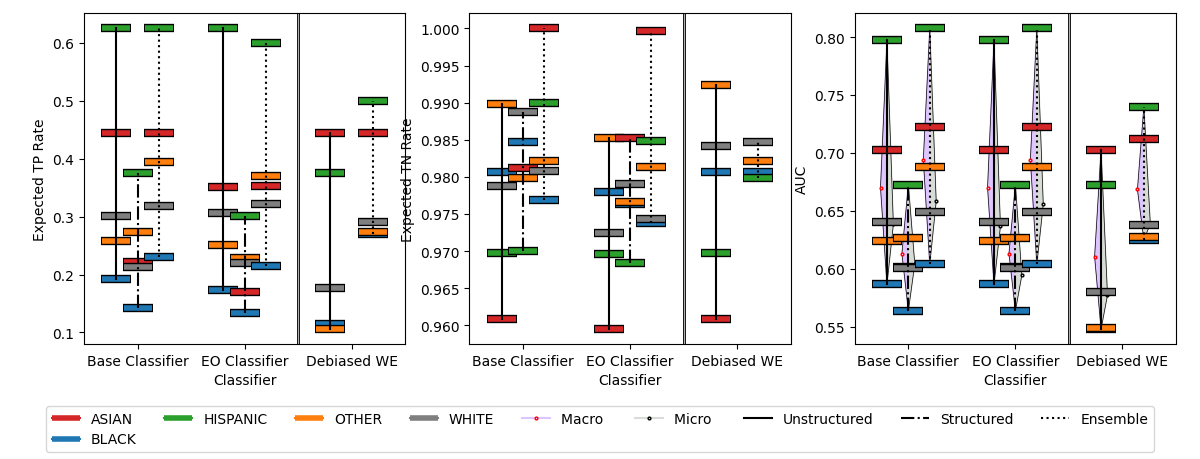 Expected TP Rate
0.6
0.5
0.4
0.3
0.2
0.1
Base Classifier EO Classifier Debiased WE
Classifier
Expected TN Rate
1.000
0.995
0.990
0.985
0.980
0.975
0.970
0.965
0.960
Base Classifier EO Classifier Debiased WE
Classifier
AUC
0.80
0.75
0.70
0.65
0.60
0.55
Base Classifier EO Classifier Debiased WE
Classifier
ASIAN HISPANIC OTHER WHITE Macro Micro Unstructured Structured Ensemble
BLACK